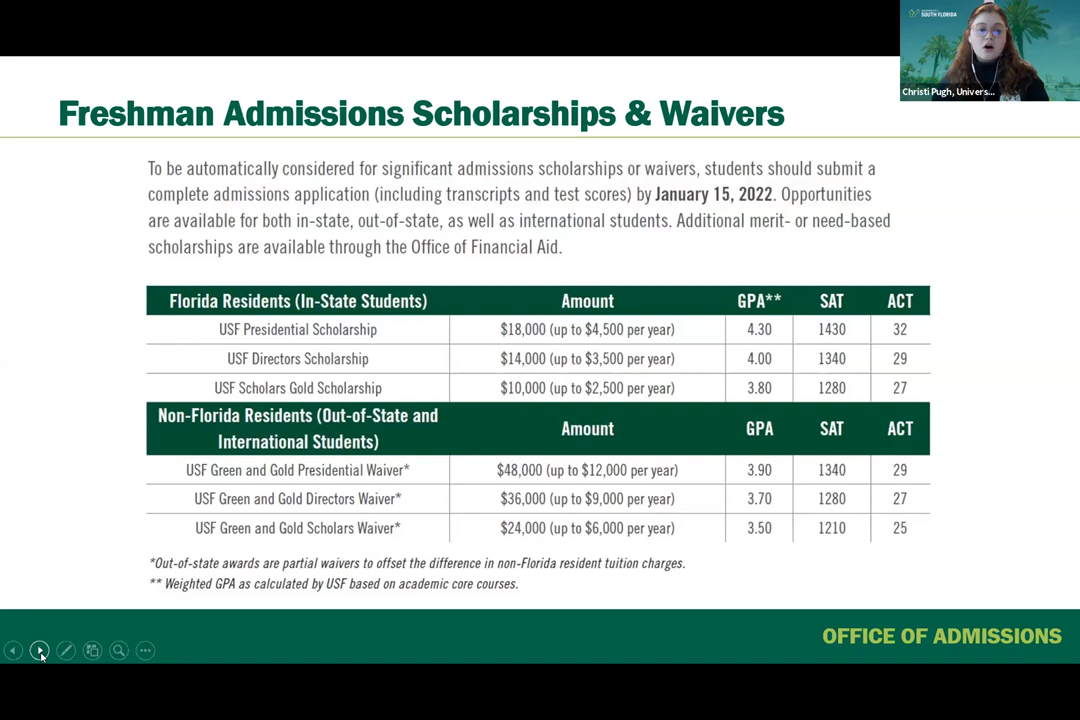 SOUTH FLORIDA
Christi Pugh, Univers...
Freshman Admissions Scholarships & Waivers
To be automatically considered for significant admissions scholarships or waivers, students should submit a
complete admissions application (including transcripts and test scores) by January 15, 2022. Opportunities
are available for both in-state, out-of-state, as well as international students. Additional merit- or need-based
scholarships are available through the Office of Financial Aid.
Florida Residents (In-State Students) Amount GPA** SAT ACT
USF Presidential Scholarship $18,000 (up to $4,500 per year) 4.30 1430 32
USF Directors Scholarship $14,000 (up to $3,500 per year) 4.00 1340 29
USF Scholars Gold Scholarship $10,000 (up to $2,500 per year) 3.80 1280 27
Non-Florida Residents (Out-of-State and
International Students) Amount GPA SAT ACT
USF Green and Gold Presidential Waiver* $48,000 (up to $12,000 per year) 3.90 1340 29
USF Green and Gold Directors Waiver* $36,000 (up to $9,000 per year) 3.70 1280 27
USF Green and Gold Scholars Waiver* $24,000 (up to $6,000 per year) 3.50 1210 25
*Out-of-state awards are partial waivers to offset the difference in non-Florida resident tuition charges.
** Weighted GPA as calculated by USF based on academic core courses.
OFFICE OF ADMISSIONS